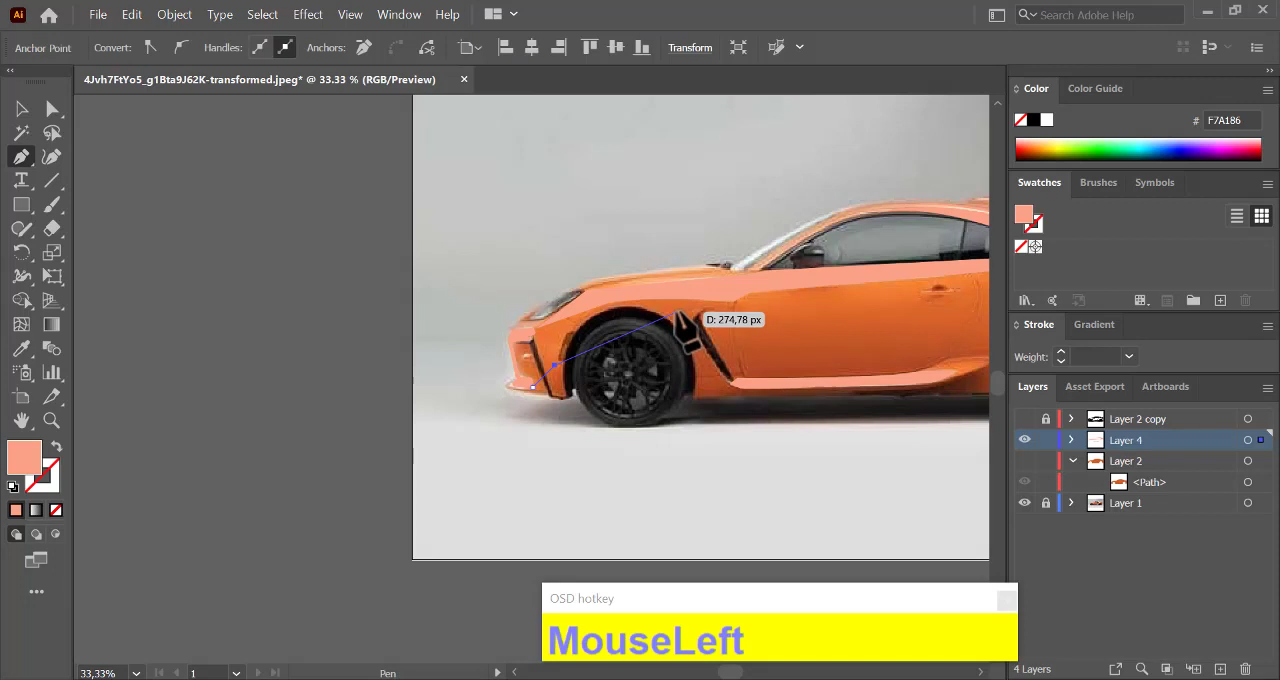 Ai File Edit Object Type Select Effect View Window Help Search Adobe Help
Anchor Point Convert: Handles: Anchors: Transform
4Jvh7FtYo5_g1Bta9J62K-transformed.jpeg* @ 33.33 % (RGB/Preview)
Color Color Guide
# F7A186
Swatches Brushes Symbols
D: 274,78 px
Stroke Gradient
Weight:
Layers Asset Export Artboards
Layer 2 copy
Layer 4
Layer 2
<Path>
Layer 1
OSD hotkey
MouseLeft
33,33% 1 Pen
4 Layers